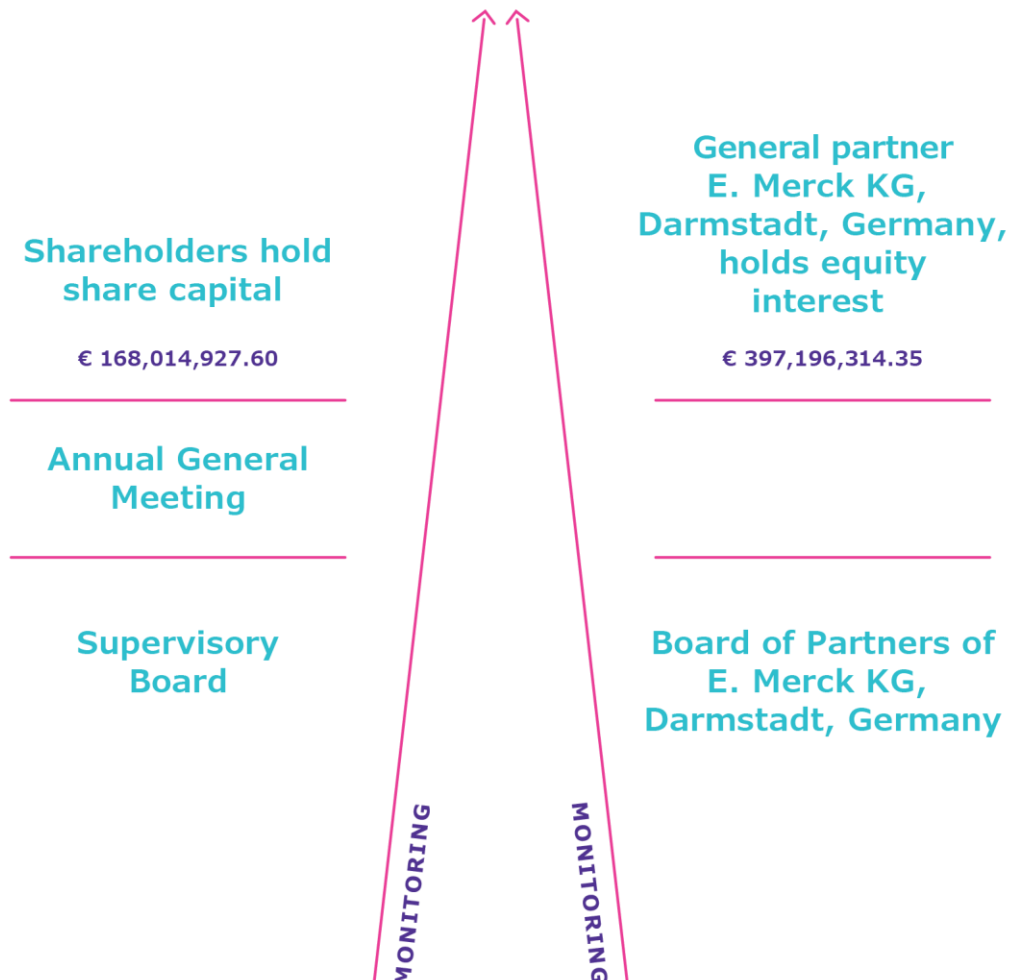 Shareholders hold
share capital
€ 168,014,927.60
Annual General
Meeting
Supervisory
Board
General partner
E. Merck KG,
Darmstadt, Germany,
holds equity
interest
€ 397,196,314.35
Board of Partners of
E. Merck KG,
Darmstadt, Germany
MONITORING
MONITORING